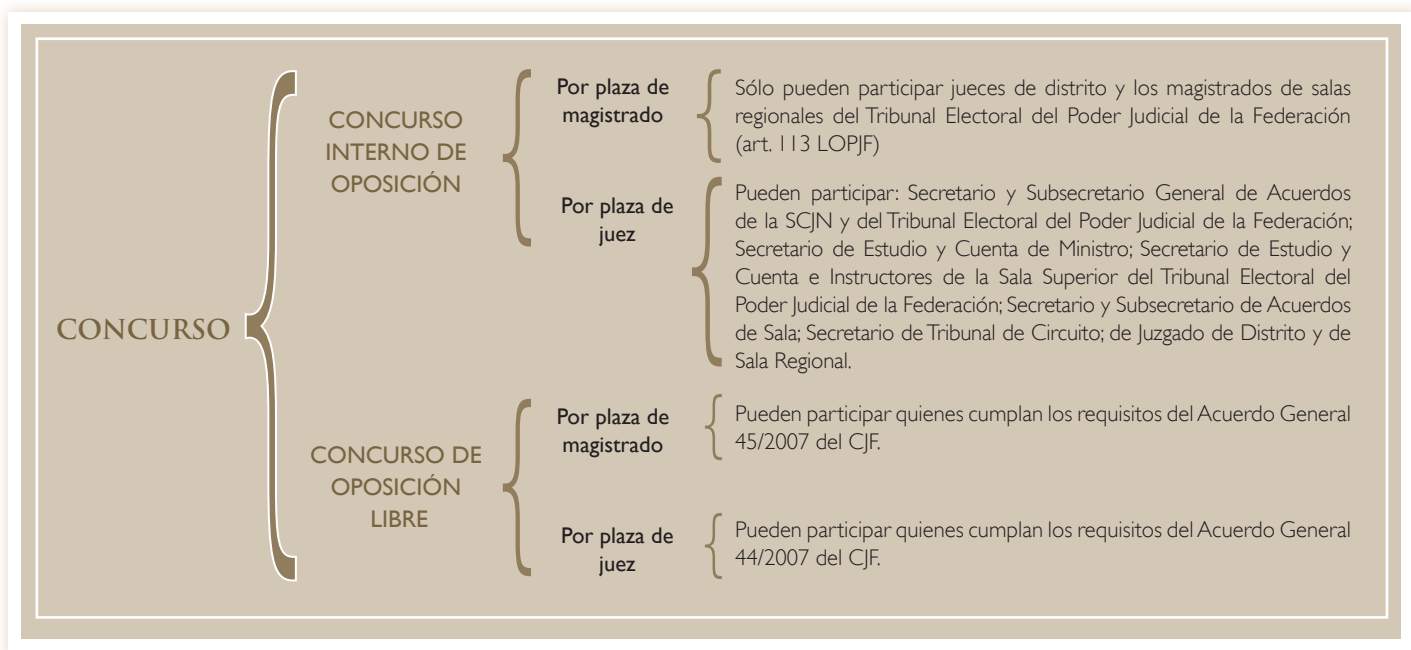 CONCURSO
CONCURSO
INTERNO DE
OPOSICIÓN
Por plaza de
magistrado
Sólo pueden participar jueces de distrito y los magistrados de salas
regionales del Tribunal Electoral del Poder Judicial de la Federación
(art. 113 LOPJF)
Por plaza de
juez
Pueden participar: Secretario y Subsecretario General de Acuerdos
de la SCJN y del Tribunal Electoral del Poder Judicial de la Federación;
Secretario de Estudio y Cuenta de Ministro; Secretario de Estudio y
Cuenta e Instructores de la Sala Superior del Tribunal Electoral del
Poder Judicial de la Federación; Secretario y Subsecretario de Acuerdos
de Sala; Secretario de Tribunal de Circuito; de Juzgado de Distrito y de
Sala Regional.
CONCURSO DE
OPOSICIÓN
LIBRE
Por plaza de
magistrado
Pueden participar quienes cumplan los requisitos del Acuerdo General
45/2007 del CJF.
Por plaza de
juez
Pueden participar quienes cumplan los requisitos del Acuerdo General
44/2007 del CJF.